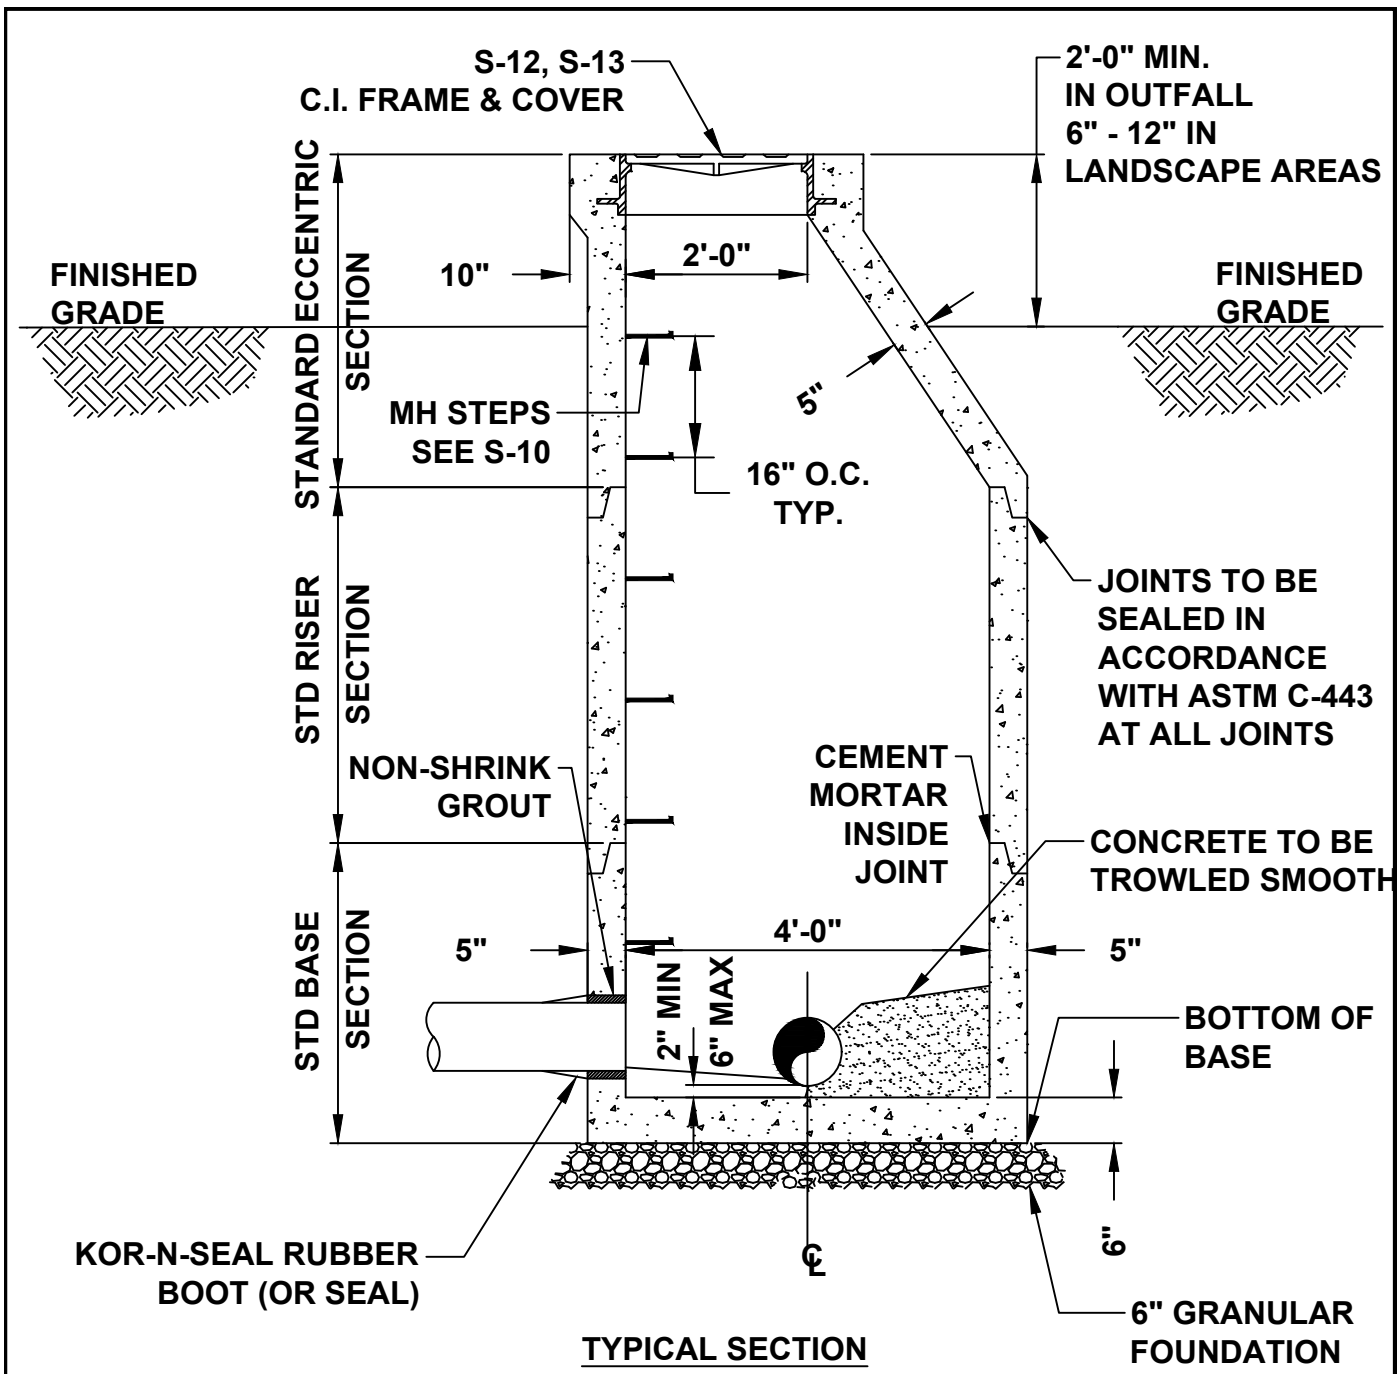 S-12, S-13
C.I. FRAME & COVER
2'-0" MIN.
IN OUTFALL
6" - 12" IN
LANDSCAPE AREAS
STANDARD ECCENTRIC
SECTION
FINISHED
GRADE
10"
2'-0"
FINISHED
GRADE
MH STEPS
SEE S-10
5"
16" O.C.
TYP.
STD RISER
SECTION
JOINTS TO BE
SEALED IN
ACCORDANCE
WITH ASTM C-443
AT ALL JOINTS
NON-SHRINK
GROUT
CEMENT
MORTAR
INSIDE
JOINT
CONCRETE TO BE
TROWLED SMOOTH
STD BASE
SECTION
5"
4'-0"
5"
2" MIN
6" MAX
BOTTOM OF
BASE
6"
KOR-N-SEAL RUBBER
BOOT (OR SEAL)
℄
6" GRANULAR
FOUNDATION
TYPICAL SECTION